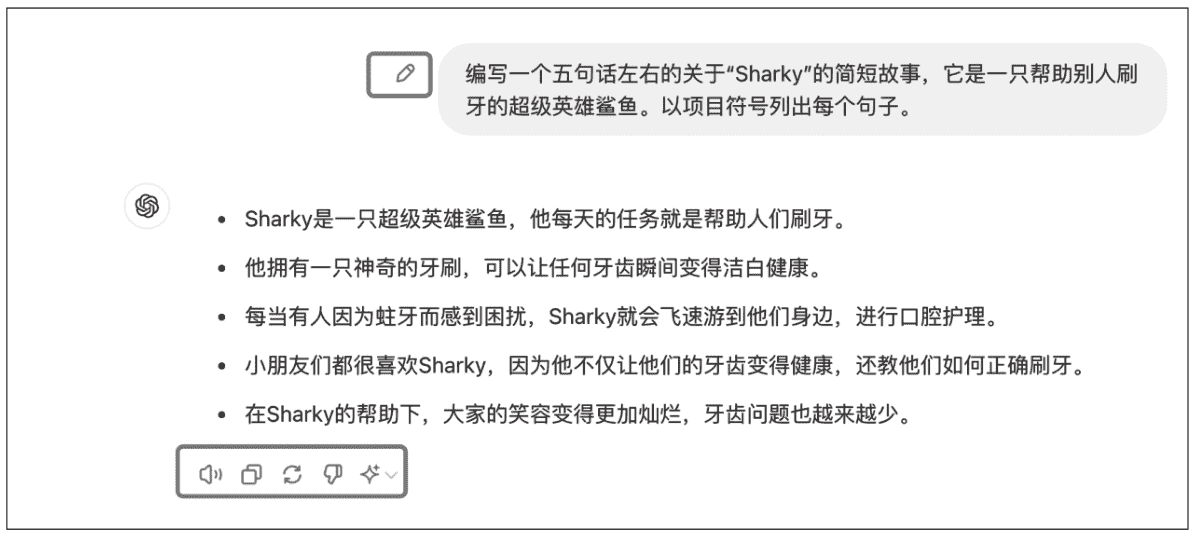 编写一个五句话左右的关于“Sharky”的简短故事，它是一只帮助别人刷
牙的超级英雄鲨鱼。以项目符号列出每个句子。
• Sharky是一只超级英雄鲨鱼，他每天的任务就是帮助人们刷牙。
• 他拥有一只神奇的牙刷，可以让任何牙齿瞬间变得洁白健康。
• 每当有人因为蛀牙而感到困扰，Sharky就会飞速游到他们身边，进行口腔护理。
• 小朋友们都很喜欢Sharky，因为他不仅让他们的牙齿变得健康，还教他们如何正确刷牙。
• 在Sharky的帮助下，大家的笑容变得更加灿烂，牙齿问题也越来越少。